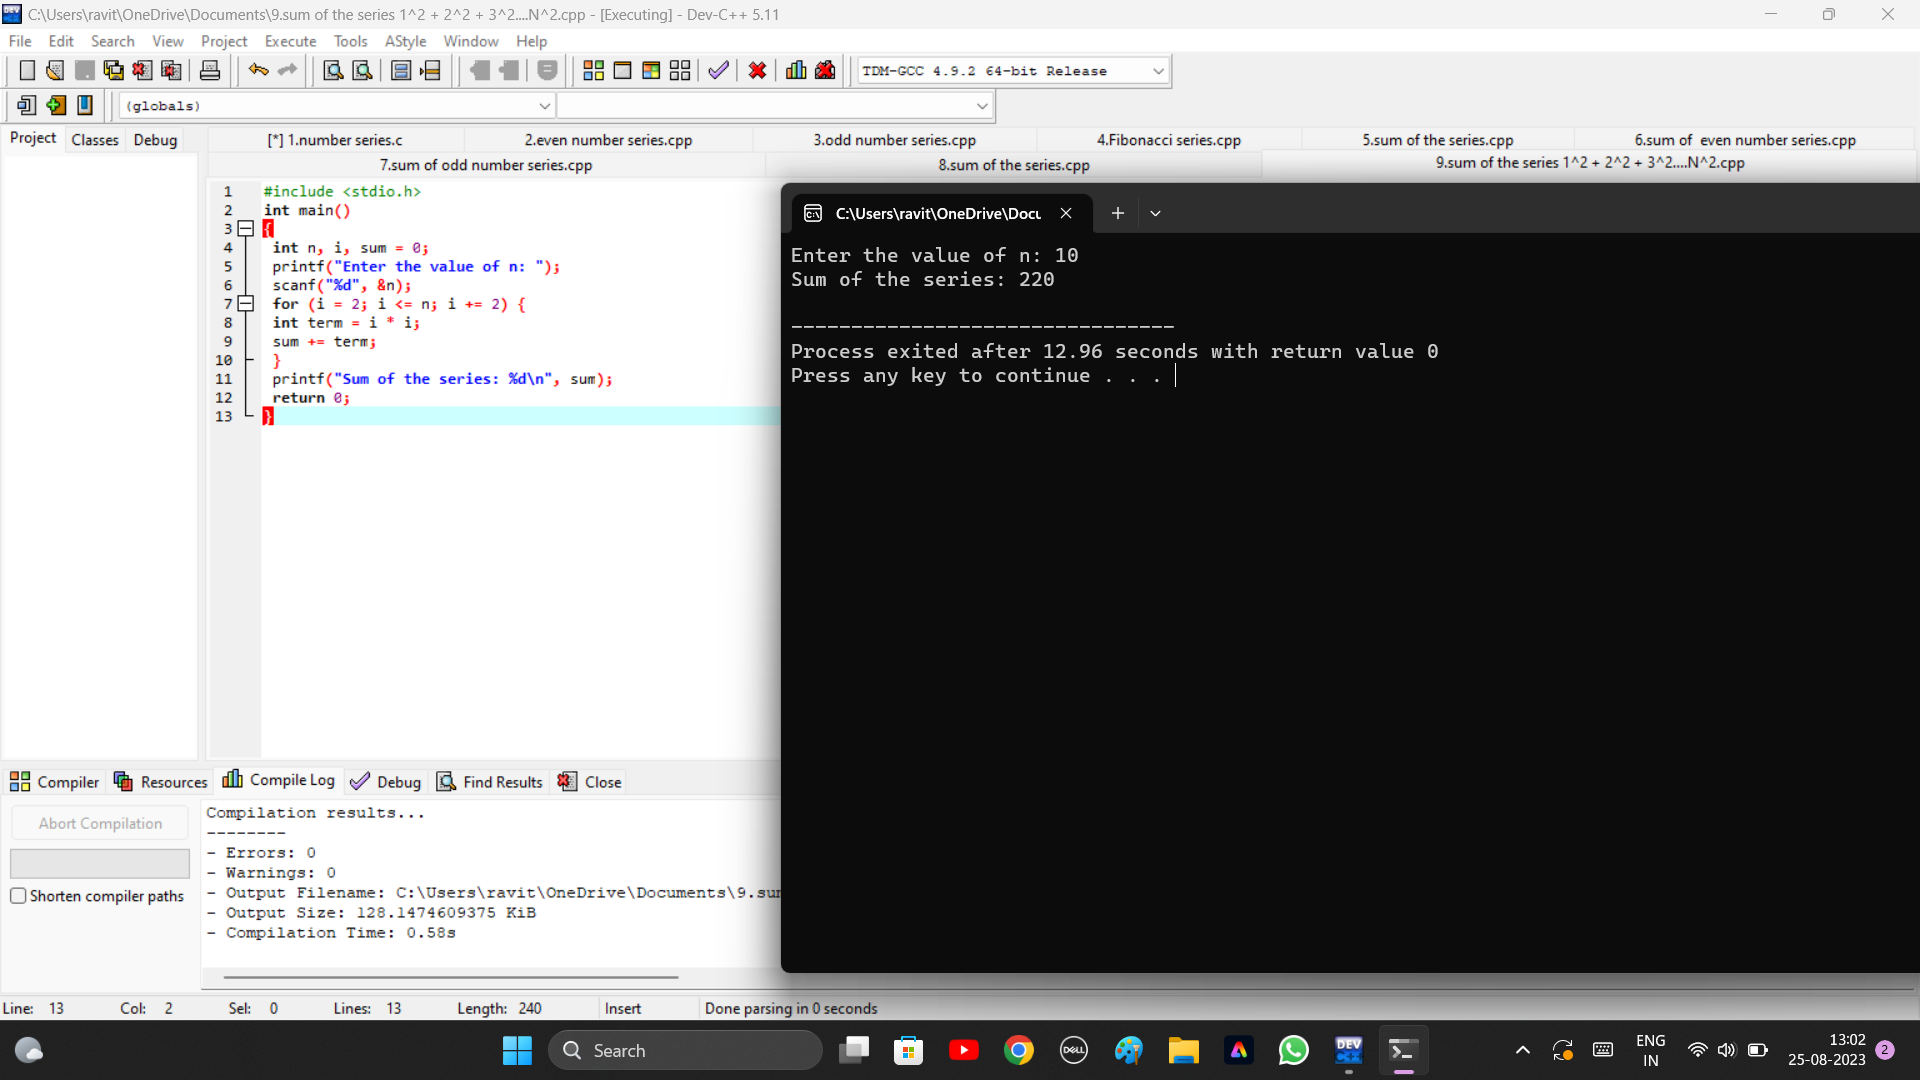 C:\Users\ravit\OneDrive\Documents\9.sum of the series 1^2 + 2^2 + 3^2....N^2.cpp - [Executing] - Dev-C++ 5.11
File Edit Search View Project Execute Tools AStyle Window Help
TDM-GCC 4.9.2 64-bit Release
(globals)
Project Classes Debug
[*] 1.number series.c 2.even number series.cpp 3.odd number series.cpp 4.Fibonacci series.cpp 5.sum of the series.cpp 6.sum of even number series.cpp
7.sum of odd number series.cpp 8.sum of the series.cpp 9.sum of the series 1^2 + 2^2 + 3^2....N^2.cpp
1 #include <stdio.h>
2 int main()
3 {
4 int n, i, sum = 0;
5 printf("Enter the value of n: ");
6 scanf("%d", &n);
7 for (i = 2; i <= n; i += 2) {
8 int term = i * i;
9 sum += term;
10 }
11 printf("Sum of the series: %d\n", sum);
12 return 0;
13 }
C:\Users\ravit\OneDrive\Docu
Enter the value of n: 10
Sum of the series: 220
--------------------------------
Process exited after 12.96 seconds with return value 0
Press any key to continue . . .
Compiler Resources Compile Log Debug Find Results Close
Abort Compilation
Shorten compiler paths
Compilation results...
--------
- Errors: 0
- Warnings: 0
- Output Filename: C:\Users\ravit\OneDrive\Documents\9.sum
- Output Size: 128.1474609375 KiB
- Compilation Time: 0.58s
Line: 13 Col: 2 Sel: 0 Lines: 13 Length: 240 Insert Done parsing in 0 seconds
Search
DELL
DEV C++
ENG
IN
13:02
25-08-2023
2